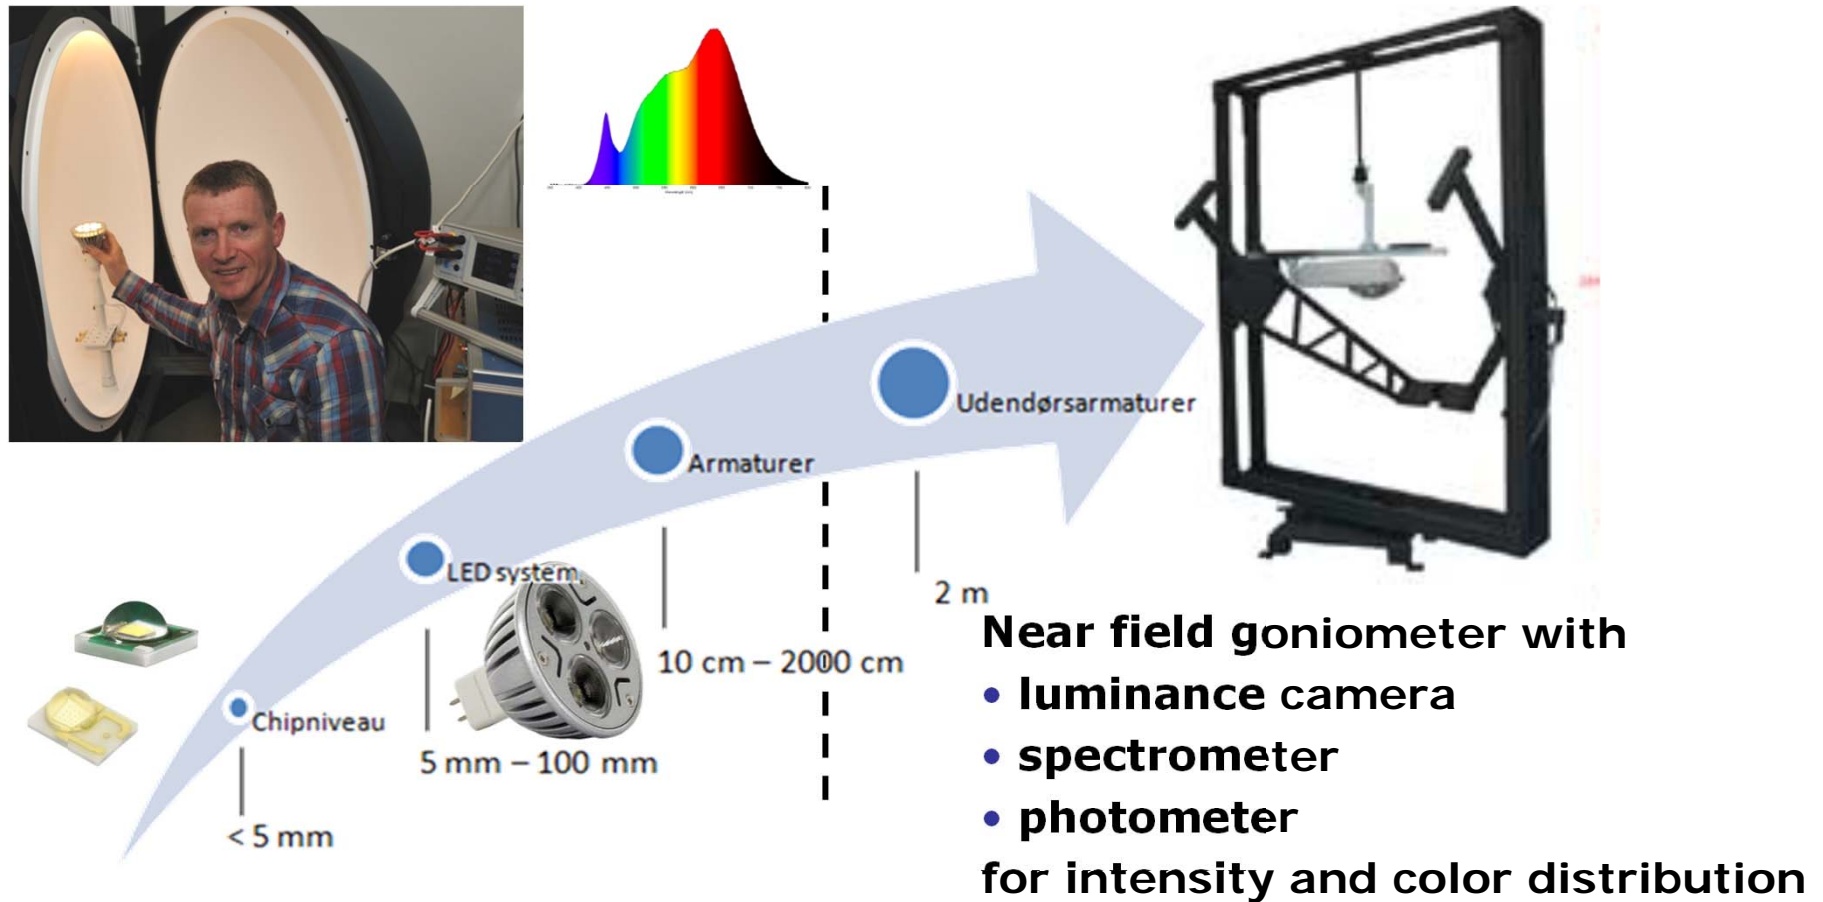 Udendørsarmaturer
Armaturer
LED system
Chipniveau
2 m
10 cm – 2000 cm
5 mm – 100 mm
< 5 mm
Near field goniometer with
• luminance camera
• spectrometer
• photometer
for intensity and color distribution